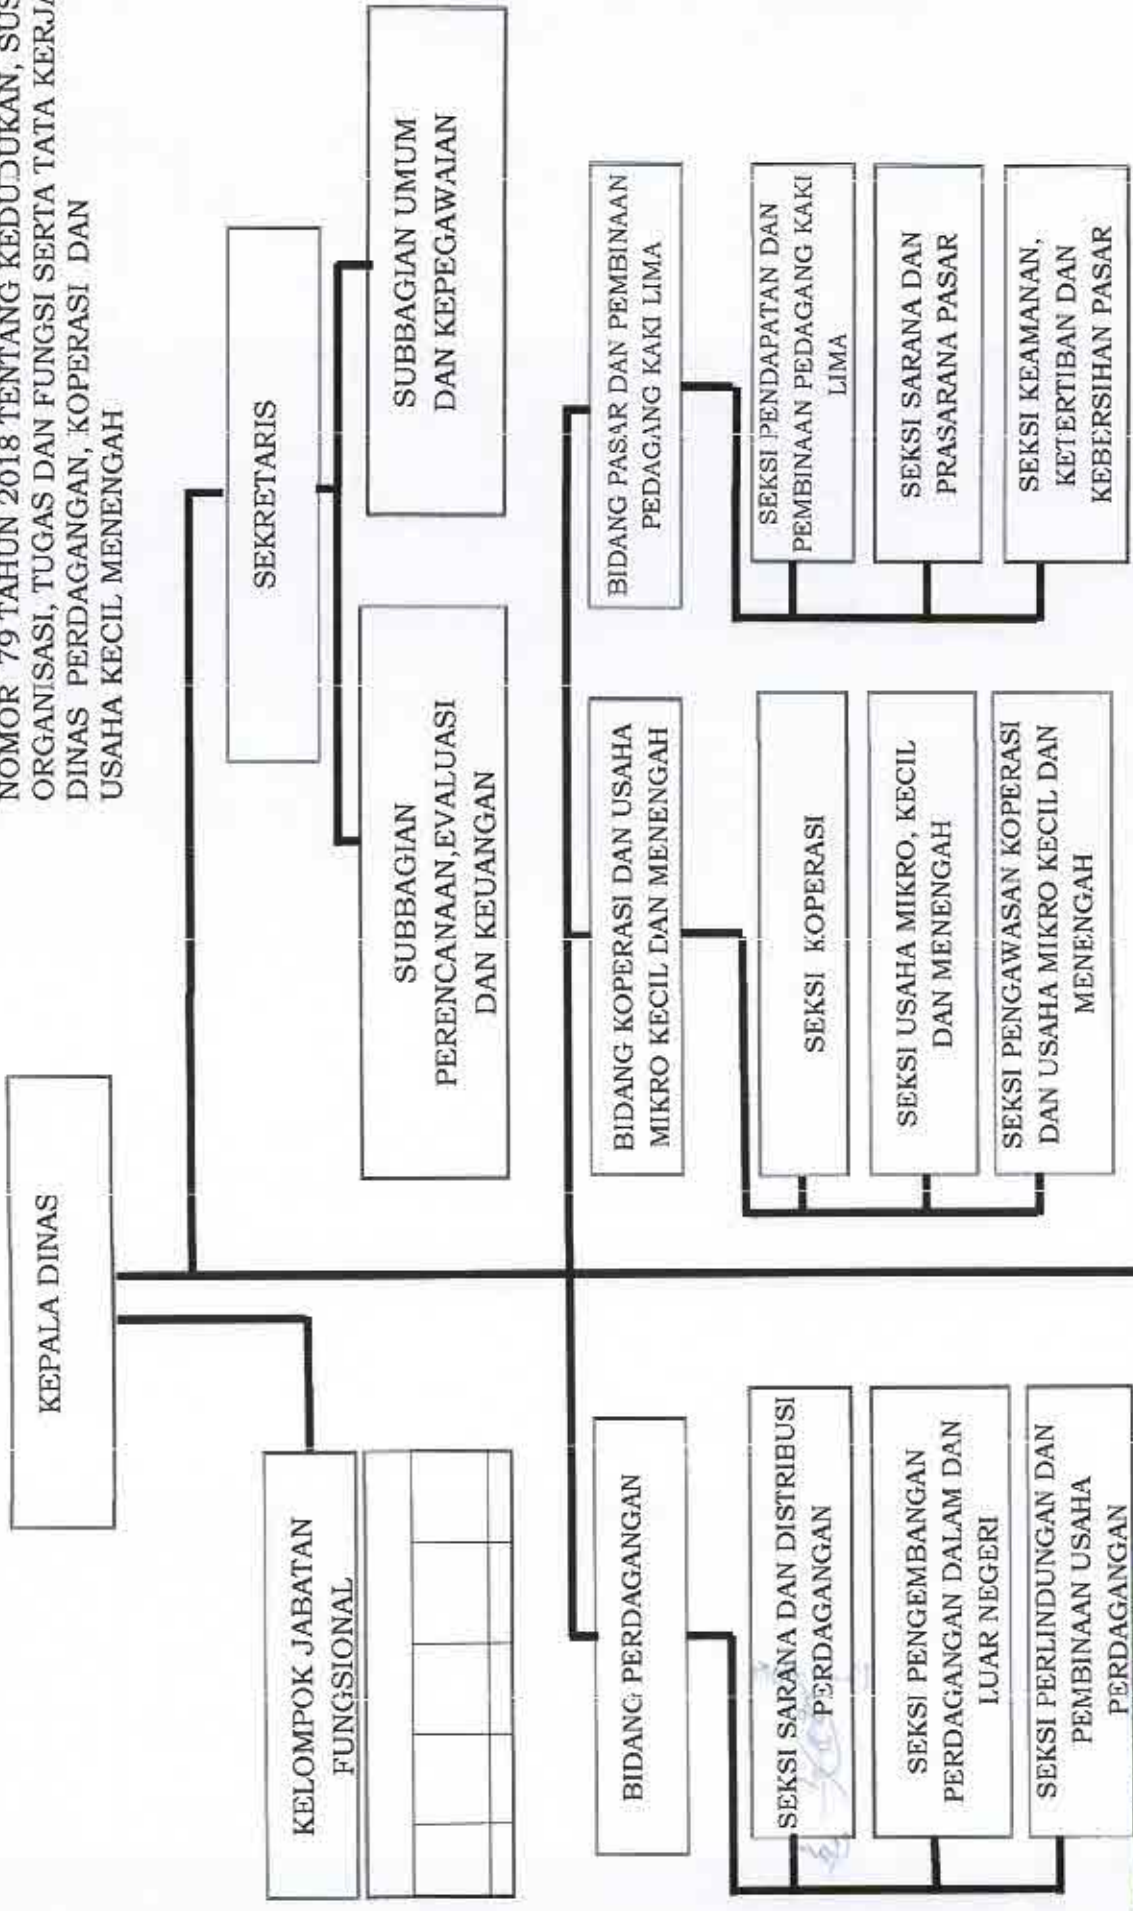 NOMOR 79 TAHUN 2018 TENTANG KEDUDUKAN,
ORGANISASI, TUGAS DAN FUNGSI SERTA TATA KERJA
DINAS PERDAGANGAN, KOPERASI DAN
USAHA KECIL MENENGAH
KEPALA DINAS
KELOMPOK JABATAN
FUNGSIONAL
SEKRETARIS
SUBBAGIAN
PERENCANAAN,EVALUASI
DAN KEUANGAN
SUBBAGIAN UMUM
DAN KEPEGAWAIAN
BIDANG PERDAGANGAN
SEKSI SARANA DAN DISTRIBUSI
PERDAGANGAN
SEKSI PENGEMBANGAN
PERDAGANGAN DALAM DAN
LUAR NEGERI
SEKSI PERLINDUNGAN DAN
PEMBINAAN USAHA
PERDAGANGAN
BIDANG KOPERASI DAN USAHA
MIKRO KECIL DAN MENENGAH
SEKSI KOPERASI
SEKSI USAHA MIKRO, KECIL
DAN MENENGAH
SEKSI PENGAWASAN KOPERASI
DAN USAHA MIKRO KECIL DAN
MENENGAH
BIDANG PASAR DAN PEMBINAAN
PEDAGANG KAKI LIMA
SEKSI PENDAPATAN DAN
PEMBINAAN PEDAGANG KAKI
LIMA
SEKSI SARANA DAN
PRASARANA PASAR
SEKSI KEAMANAN,
KETERTIBAN DAN
KEBERSIHAN PASAR